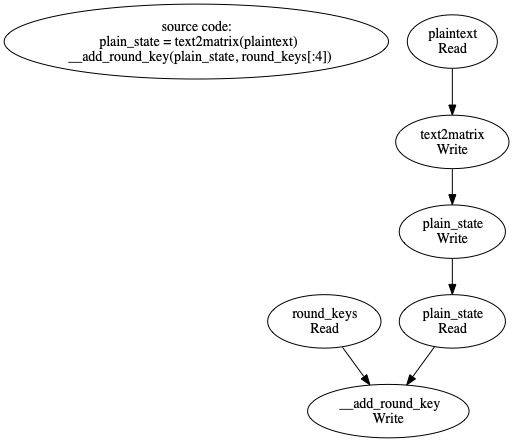 source code:
plain_state = text2matrix(plaintext)
__add_round_key(plain_state, round_keys[:4])
plaintext
Read
text2matrix
Write
plain_state
Write
round_keys
Read
plain_state
Read
__add_round_key
Write